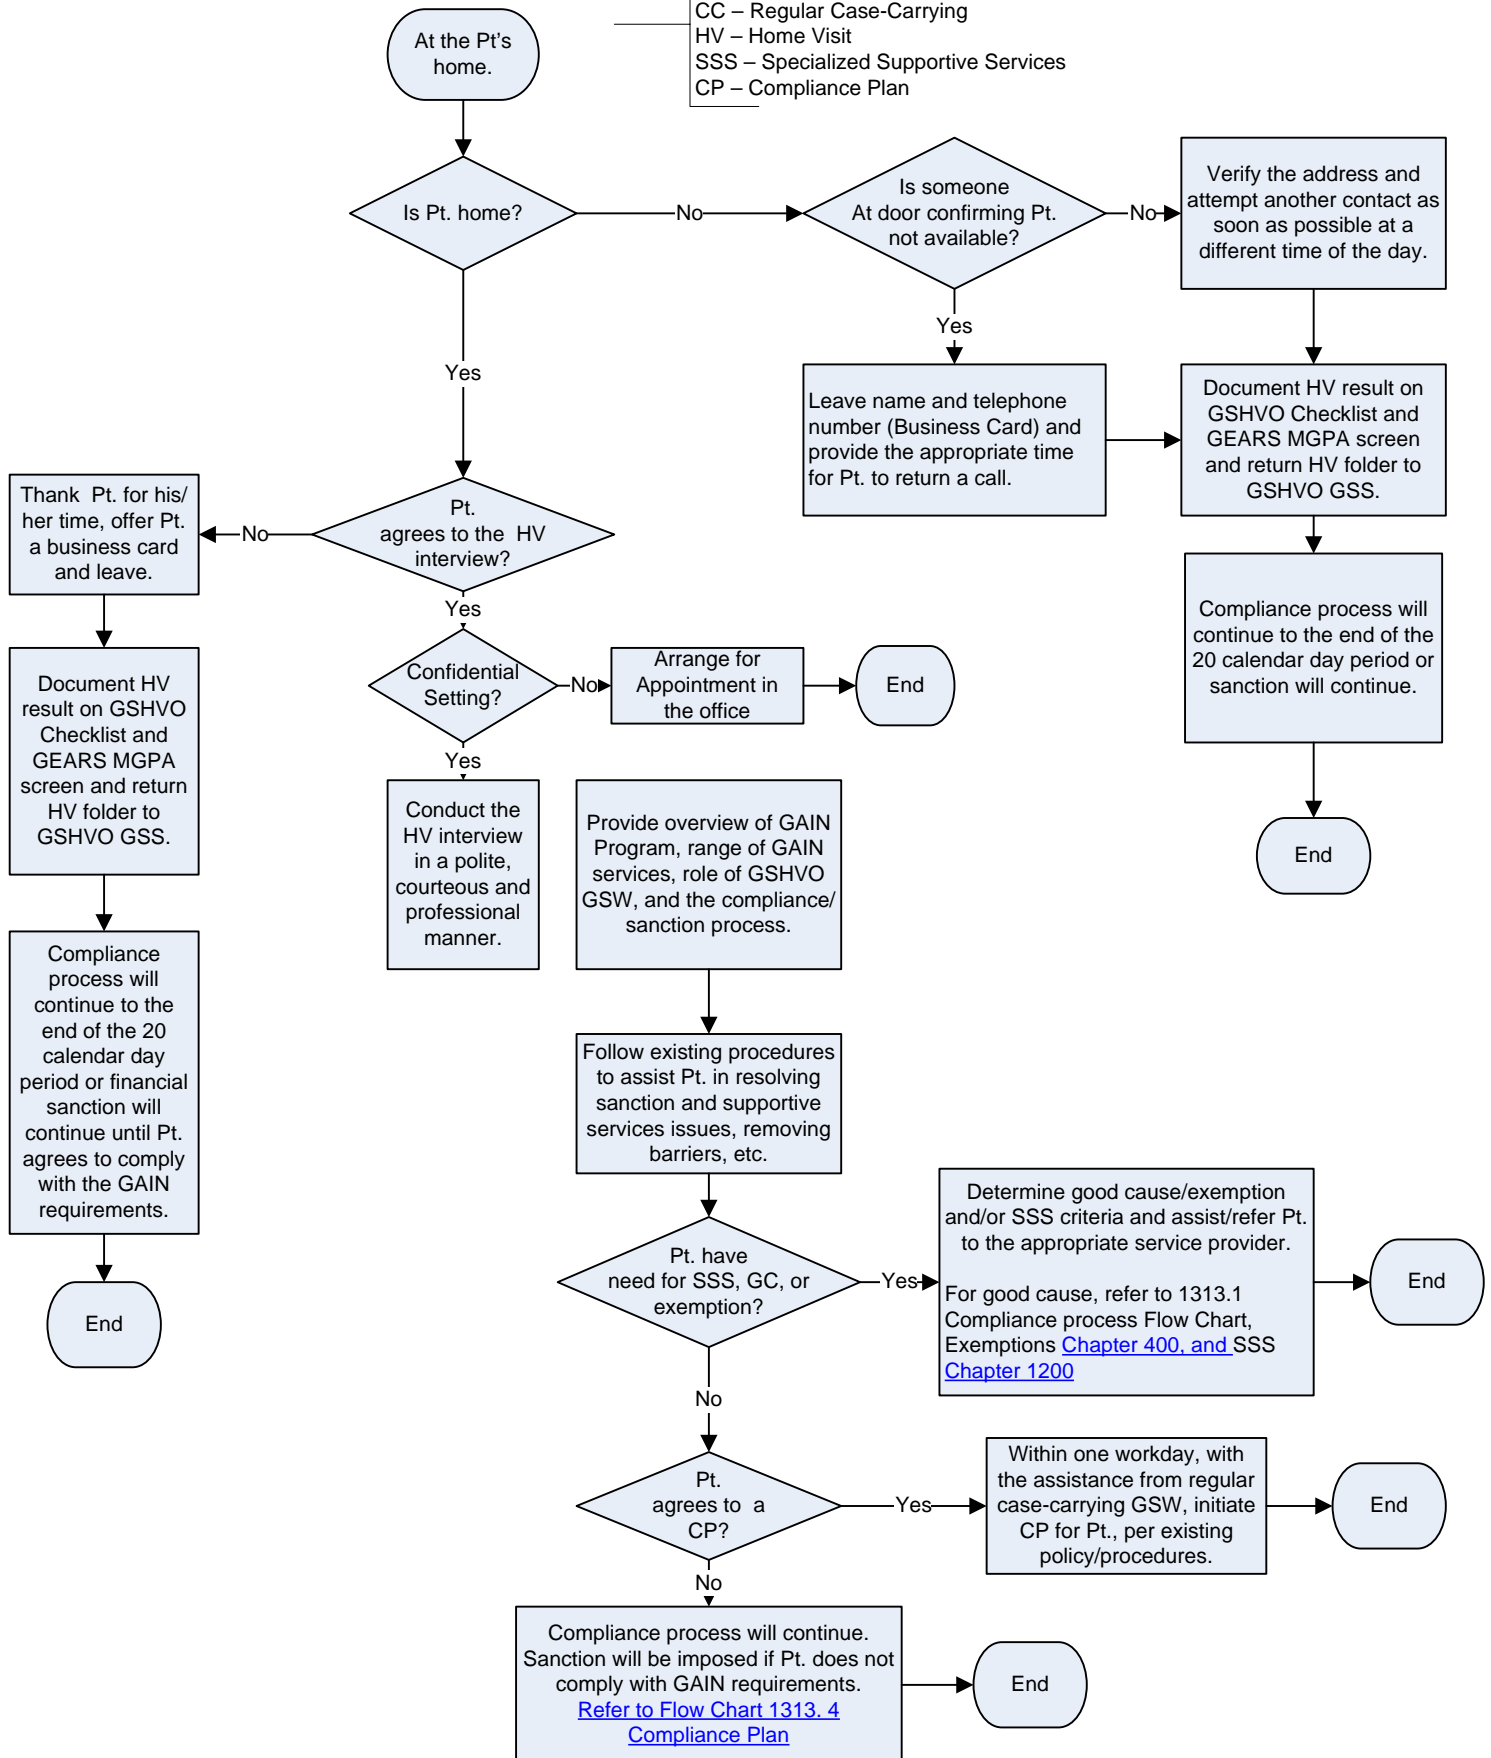 CC – Regular Case-Carrying
HV – Home Visit
SSS – Specialized Supportive Services
CP – Compliance Plan
At the Pt's
home.
Is Pt. home?
No
Is someone
At door confirming Pt.
not available?
No
Verify the address and
attempt another contact as
soon as possible at a
different time of the day.
Yes
Yes
Leave name and telephone
number (Business Card) and
provide the appropriate time
for Pt. to return a call.
Document HV result on
GSHVO Checklist and
GEARS MGPA screen
and return HV folder to
GSHVO GSS.
Compliance process will
continue to the end of the
20 calendar day period or
sanction will continue.
End
Pt.
agrees to the  HV
interview?
No
Thank  Pt. for his/
her time, offer Pt.
a business card
and leave.
Document HV
result on GSHVO
Checklist and
GEARS MGPA
screen and return
HV folder to
GSHVO GSS.
Compliance
process will
continue to the
end of the 20
calendar day
period or financial
sanction will
continue until Pt.
agrees to comply
with the GAIN
requirements.
End
Yes
Confidential
Setting?
No
Arrange for
Appointment in
the office
End
Yes
Conduct the
HV interview
in a polite,
courteous and
professional
manner.
Provide overview of GAIN
Program, range of GAIN
services, role of GSHVO
GSW, and the compliance/
sanction process.
Follow existing procedures
to assist Pt. in resolving
sanction and supportive
services issues, removing
barriers, etc.
Pt. have
need for SSS, GC, or
exemption?
Yes
Determine good cause/exemption
and/or SSS criteria and assist/refer Pt.
to the appropriate service provider.
For good cause, refer to 1313.1
Compliance process Flow Chart,
Exemptions Chapter 400, and SSS
Chapter 1200
End
No
Pt.
agrees to  a
CP?
Yes
Within one workday, with
the assistance from regular
case-carrying GSW, initiate
CP for Pt., per existing
policy/procedures.
End
No
Compliance process will continue.
Sanction will be imposed if Pt. does not
comply with GAIN requirements.
Refer to Flow Chart 1313. 4
Compliance Plan
End